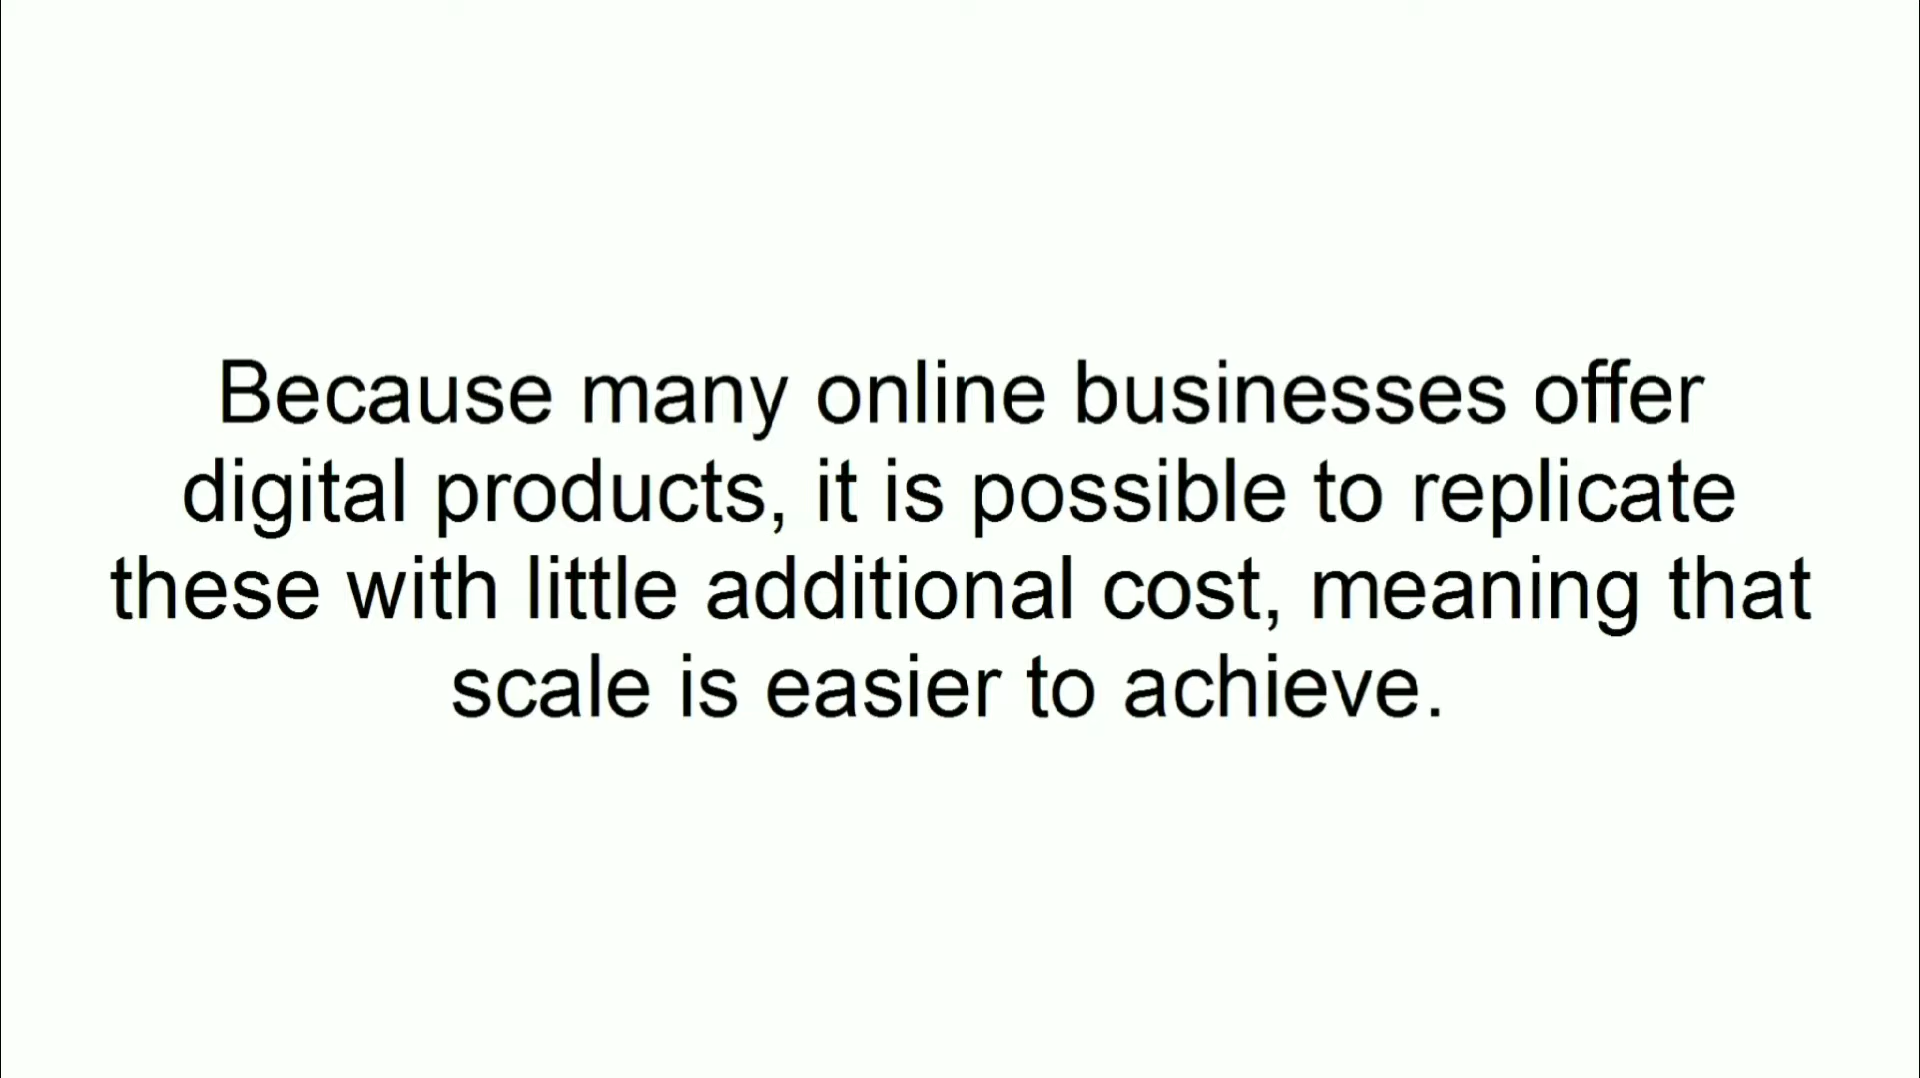 Because many online businesses offer
digital products, it is possible to replicate
these with little additional cost, meaning that
scale is easier to achieve.